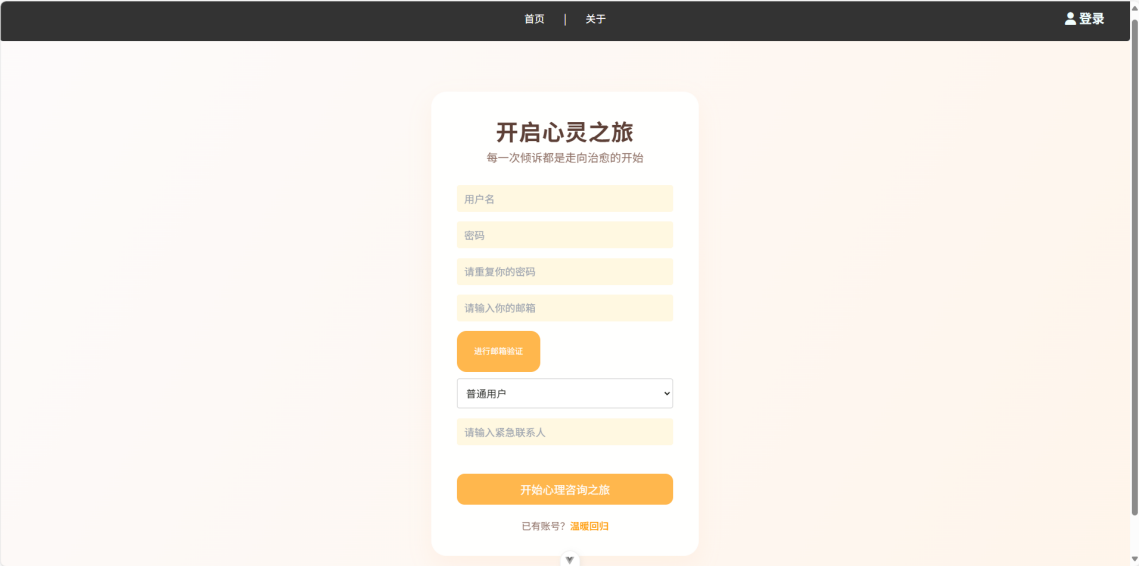 首页 | 关于
登录
开启心灵之旅
每一次倾诉都是走向治愈的开始
用户名
密码
请重复你的密码
请输入你的邮箱
进行邮箱验证
普通用户
请输入紧急联系人
开始心理咨询之旅
已有账号？温暖回归